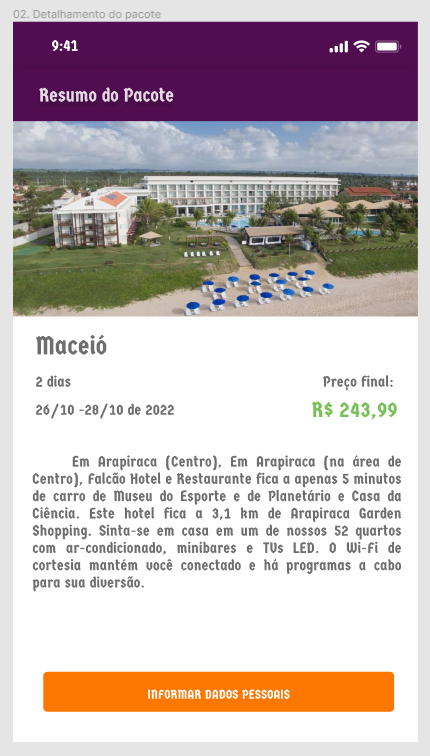 02. Detalhamento do pacote
9:41
Resumo do Pacote
Maceió
2 dias
Preço final:
26/10 -28/10 de 2022
R$ 243,99
Em Arapiraca (Centro), Em Arapiraca (na área de
Centro), Falcão Hotel e Restaurante fica a apenas 5 minutos
de carro de Museu do Esporte e de Planetário e Casa da
Ciência. Este hotel fica a 3,1 km de Arapiraca Garden
Shopping. Sinta-se em casa em um de nossos 52 quartos
com ar-condicionado, minibares e TVs LED. O Wi-Fi de
cortesia mantém você conectado e há programas a cabo
para sua diversão.
INFORMAR DADOS PESSOAIS